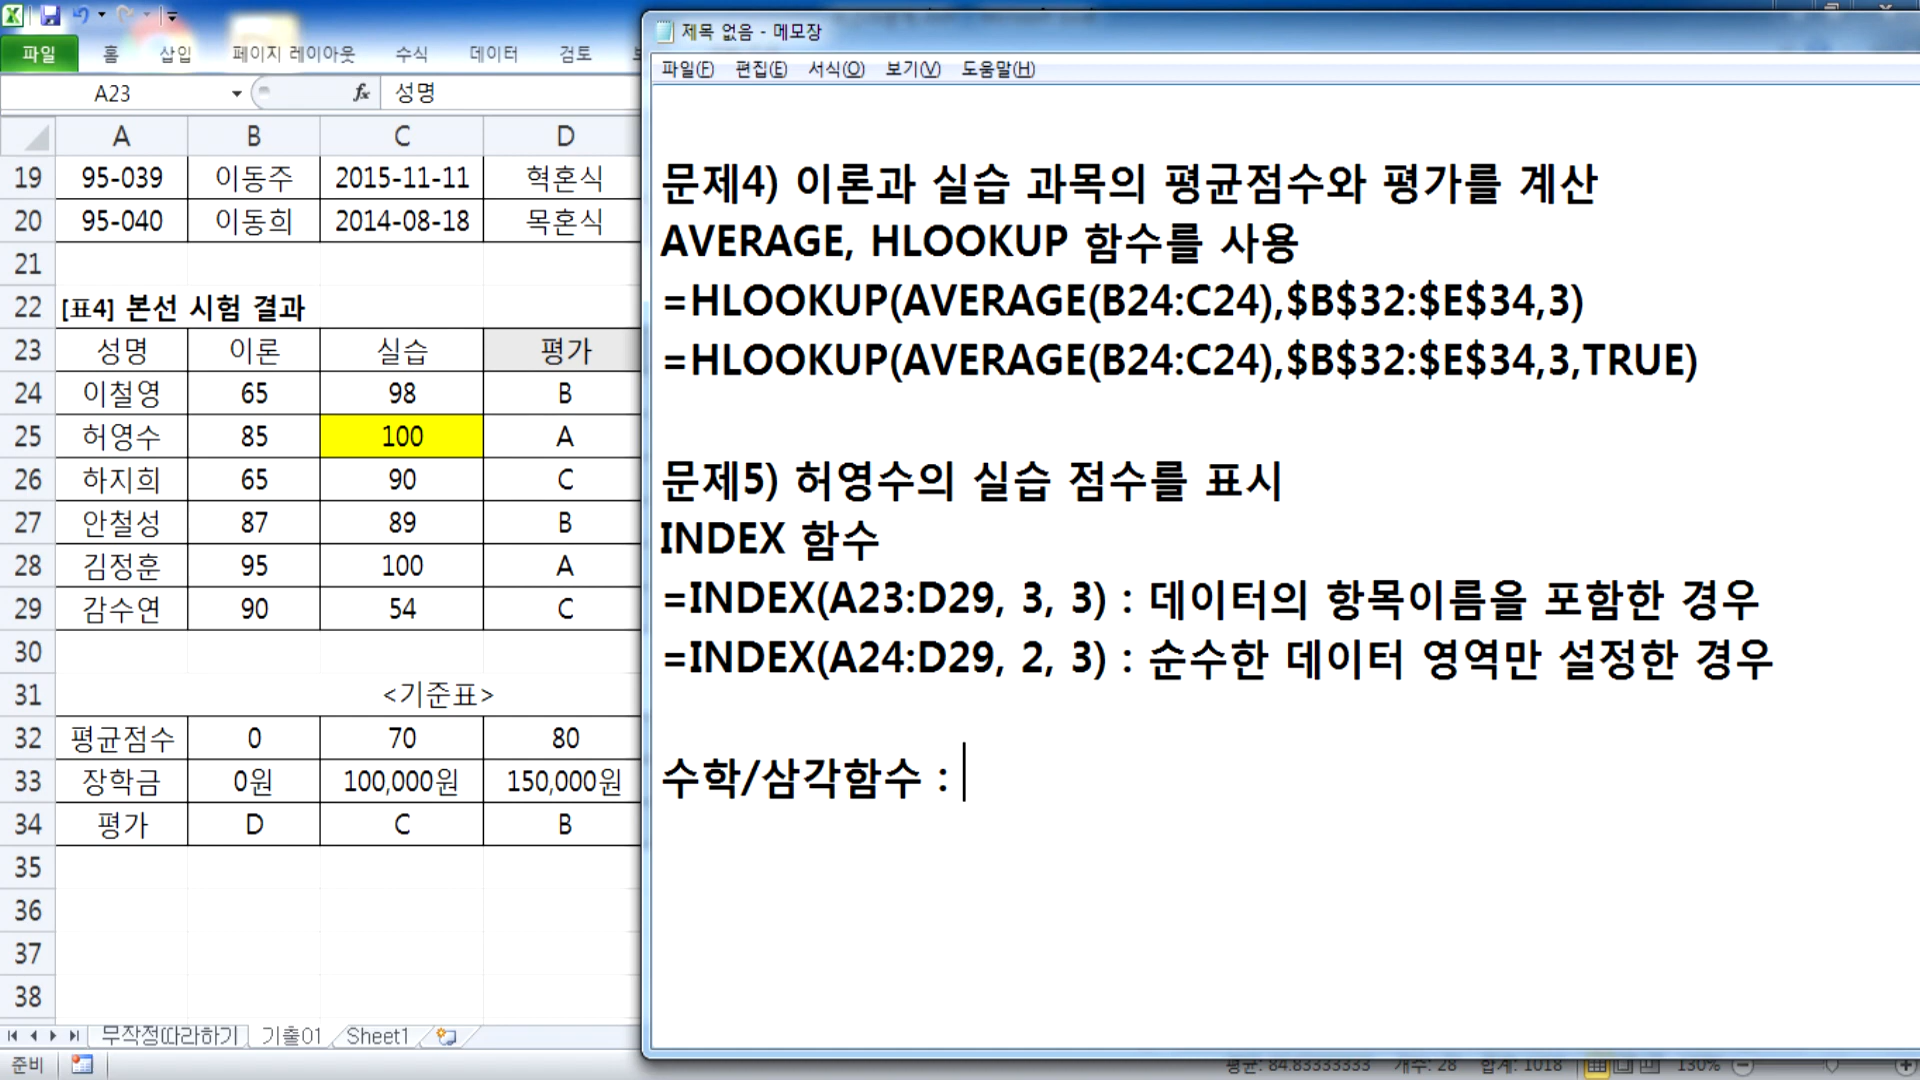 제목 없음 - 메모장
파일 홈 삽입 페이지 레이아웃 수식 데이터 검토
파일(F) 편집(E) 서식(O) 보기(V) 도움말(H)
A23 fx 성명
A B C D
19 95-039 이동주 2015-11-11 혁혼식
20 95-040 이동희 2014-08-18 목혼식
21
22 [표4] 본선 시험 결과
23 성명 이론 실습 평가
24 이철영 65 98 B
25 허영수 85 100 A
26 하지희 65 90 C
27 안철성 87 89 B
28 김정훈 95 100 A
29 감수연 90 54 C
30
31 <기준표>
32 평균점수 0 70 80
33 장학금 0원 100,000원 150,000원
34 평가 D C B
35
36
37
38
무작정따라하기 기출01 Sheet1
준비
문제4) 이론과 실습 과목의 평균점수와 평가를 계산
AVERAGE, HLOOKUP 함수를 사용
=HLOOKUP(AVERAGE(B24:C24),$B$32:$E$34,3)
=HLOOKUP(AVERAGE(B24:C24),$B$32:$E$34,3,TRUE)
문제5) 허영수의 실습 점수를 표시
INDEX 함수
=INDEX(A23:D29, 3, 3) : 데이터의 항목이름을 포함한 경우
=INDEX(A24:D29, 2, 3) : 순수한 데이터 영역만 설정한 경우
수학/삼각함수 :
평균: 84.83333333 개수: 28 합계: 1018 130%